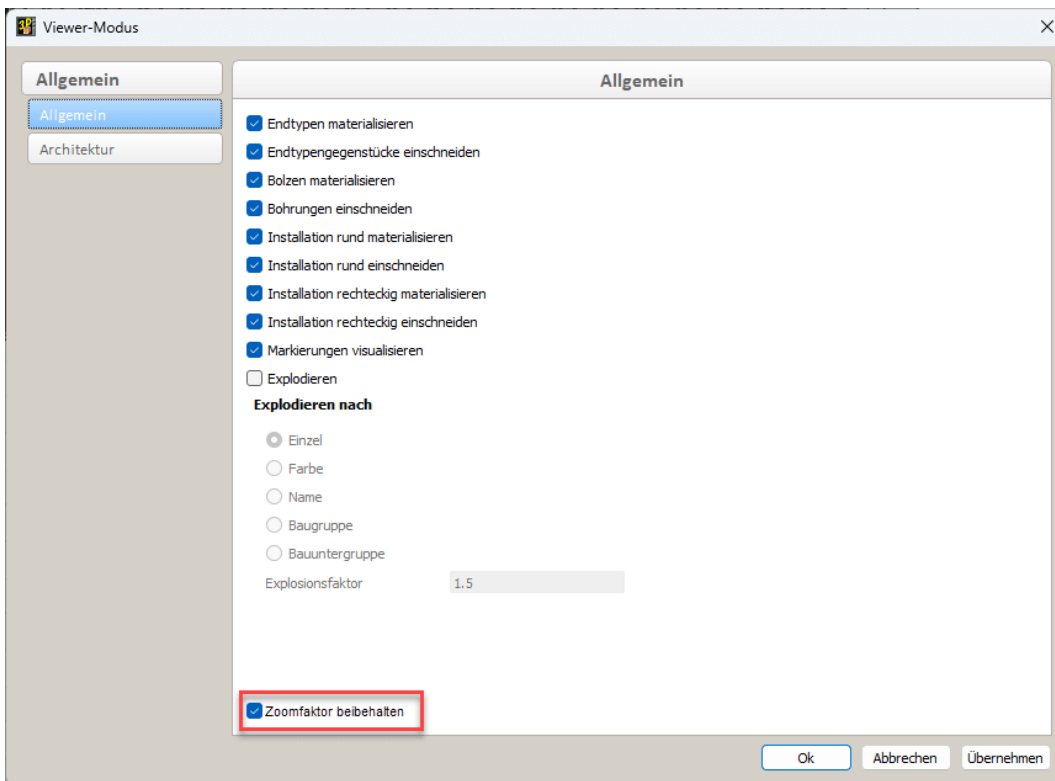 Viewer-Modus
Allgemein
Allgemein
Architektur
Allgemein
Endtypen materialisieren
Endtypengegenstücke einschneiden
Bolzen materialisieren
Bohrungen einschneiden
Installation rund materialisieren
Installation rund einschneiden
Installation rechteckig materialisieren
Installation rechteckig einschneiden
Markierungen visualisieren
Explodieren
Explodieren nach
Einzel
Farbe
Name
Baugruppe
Bauuntergruppe
Explosionsfaktor 1.5
Zoomfaktor beibehalten
Ok Abbrechen Übernehmen